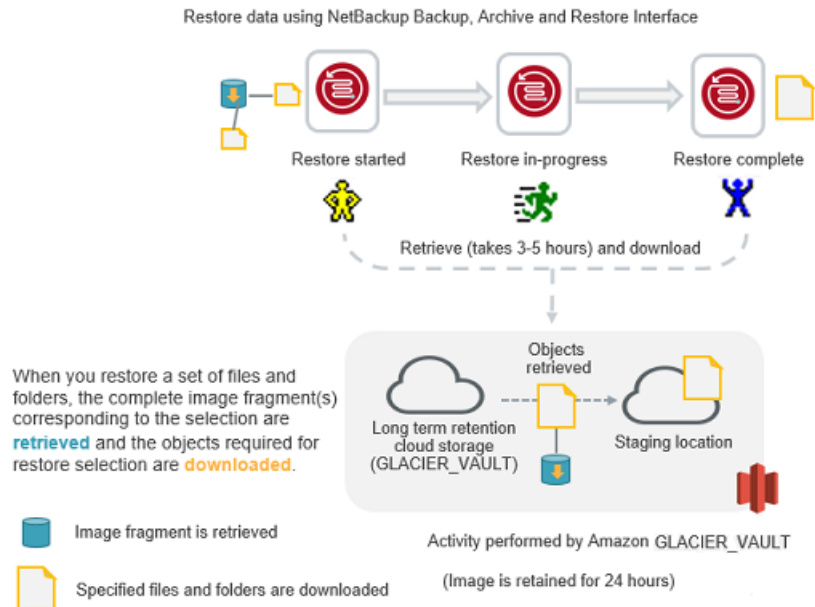 Restore data using NetBackup Backup, Archive and Restore Interface
Restore started
Restore in-progress
Restore complete
Retrieve (takes 3-5 hours) and download
Objects
retrieved
Long term retention
cloud storage
(GLACIER_VAULT)
Staging location
When you restore a set of files and
folders, the complete image fragment(s)
corresponding to the selection are
retrieved and the objects required for
restore selection are downloaded.
Image fragment is retrieved
Specified files and folders are downloaded
Activity performed by Amazon GLACIER_VAULT
(Image is retained for 24 hours)